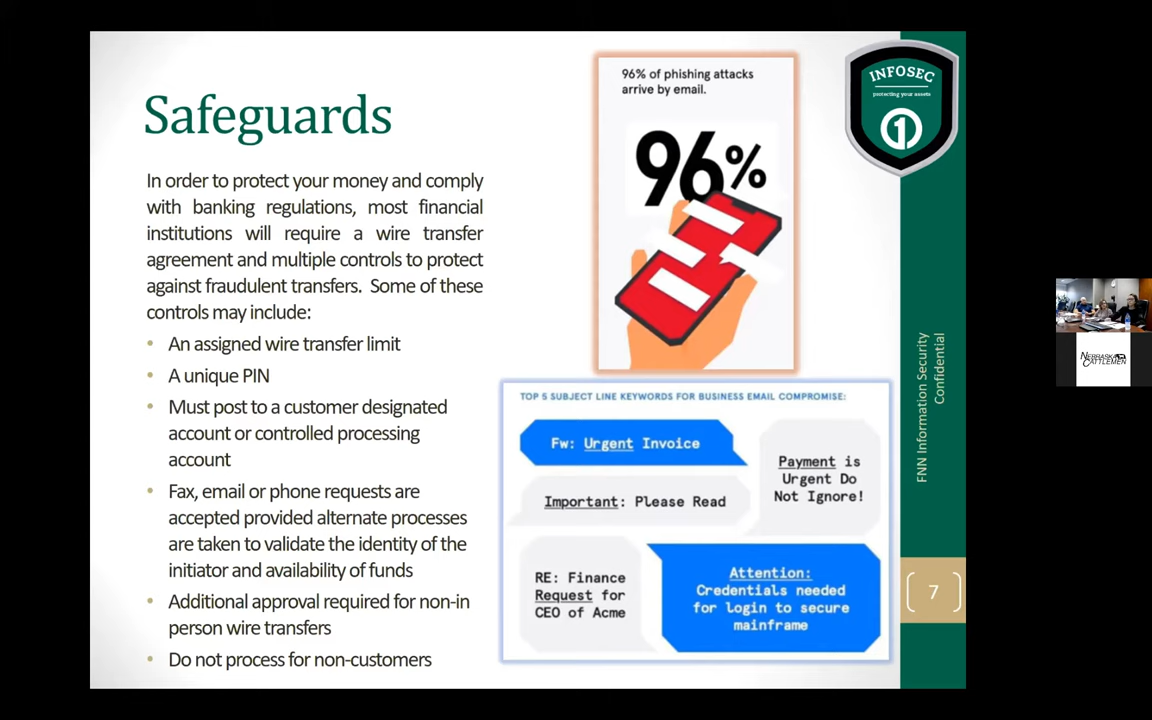 Safeguards
In order to protect your money and comply
with banking regulations, most financial
institutions will require a wire transfer
agreement and multiple controls to protect
against fraudulent transfers. Some of these
controls may include:
• An assigned wire transfer limit
• A unique PIN
• Must post to a customer designated
account or controlled processing
account
• Fax, email or phone requests are
accepted provided alternate processes
are taken to validate the identity of the
initiator and availability of funds
• Additional approval required for non-in
person wire transfers
• Do not process for non-customers
96% of phishing attacks
arrive by email.
96%
TOP 5 SUBJECT LINE KEYWORDS FOR BUSINESS EMAIL COMPROMISE:
Fw: Urgent Invoice
Important: Please Read
Payment is
Urgent Do
Not Ignore!
RE: Finance
Request for
CEO of Acme
Attention:
Credentials needed
for login to secure
mainframe
INFOSEC
protecting your assets
1
FNN Information Security
Confidential
7
NEBRASKA
CATTLEMEN